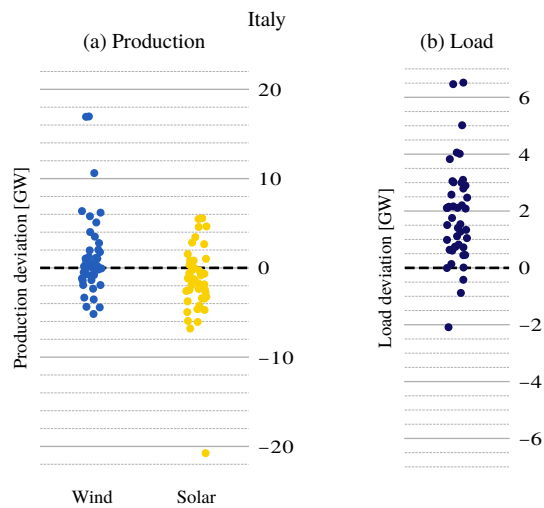 Italy
(a) Production
(b) Load
Production deviation [GW]
20
10
0
−10
−20
Wind
Solar
Load deviation [GW]
6
4
2
0
−2
−4
−6